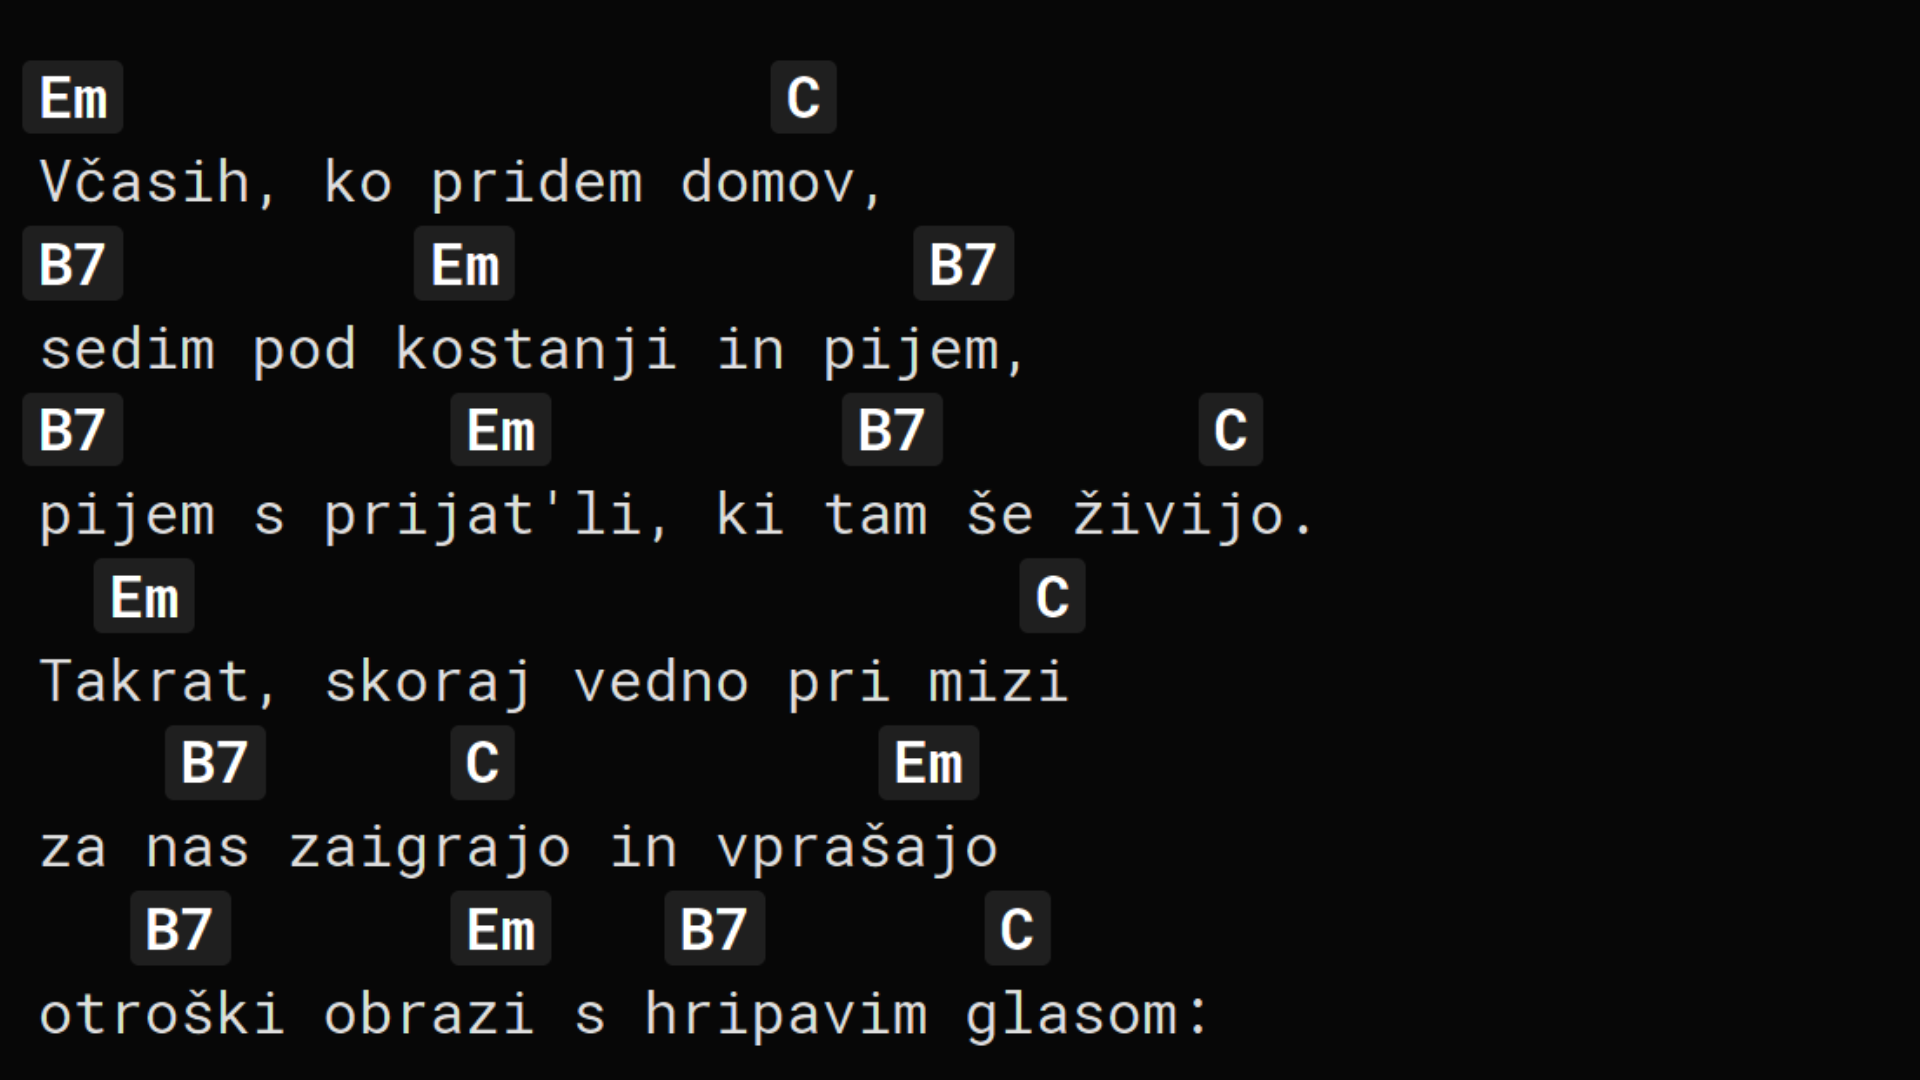 Em C
Včasih, ko pridem domov,
B7 Em B7
sedim pod kostanji in pijem,
B7 Em B7 C
pijem s prijat'li, ki tam še živijo.
Em C
Takrat, skoraj vedno pri mizi
B7 C Em
za nas zaigrajo in vprašajo
B7 Em B7 C
otroški obrazi s hripavim glasom: